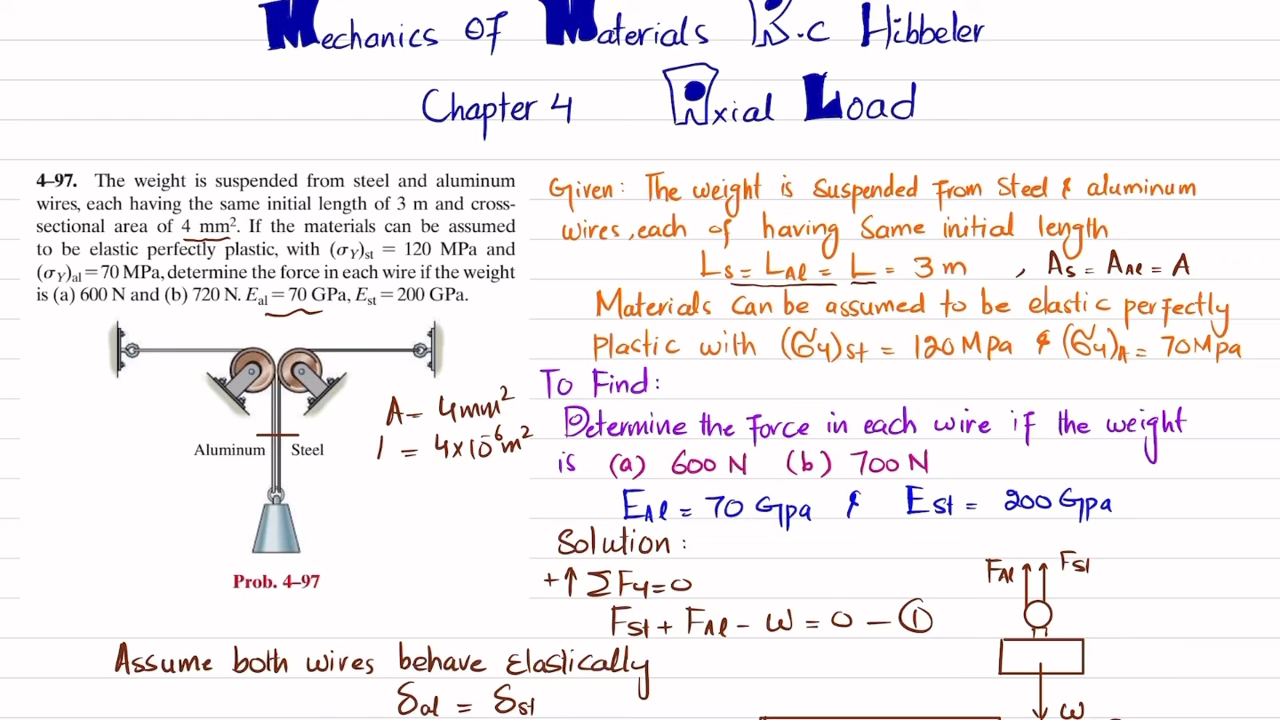 Mechanics Of Materials R.c Hibbeler
Chapter 4 Axial Load
4–97. The weight is suspended from steel and aluminum
wires, each having the same initial length of 3 m and cross-
sectional area of 4 mm². If the materials can be assumed
to be elastic perfectly plastic, with (σY)st = 120 MPa and
(σY)al = 70 MPa, determine the force in each wire if the weight
is (a) 600 N and (b) 720 N. Eal = 70 GPa, Est = 200 GPa.
Aluminum
Steel
Prob. 4–97
A = 4mm²
= 4×10⁻⁶m²
Given: The weight is suspended from steel & aluminum
wires, each of having same initial length
Ls = LAl = L = 3 m , As = AAl = A
Materials can be assumed to be elastic perfectly
Plastic with (σy)st = 120 Mpa & (σy)A = 70Mpa
To Find:
Determine the force in each wire if the weight
is (a) 600 N (b) 700 N
EAl = 70 Gpa & Est = 200 Gpa
Solution:
+↑ ΣFy=0
Fst + FAl - W = 0 - ①
FAl Fst
W
Assume both wires behave Elastically
δal = δst